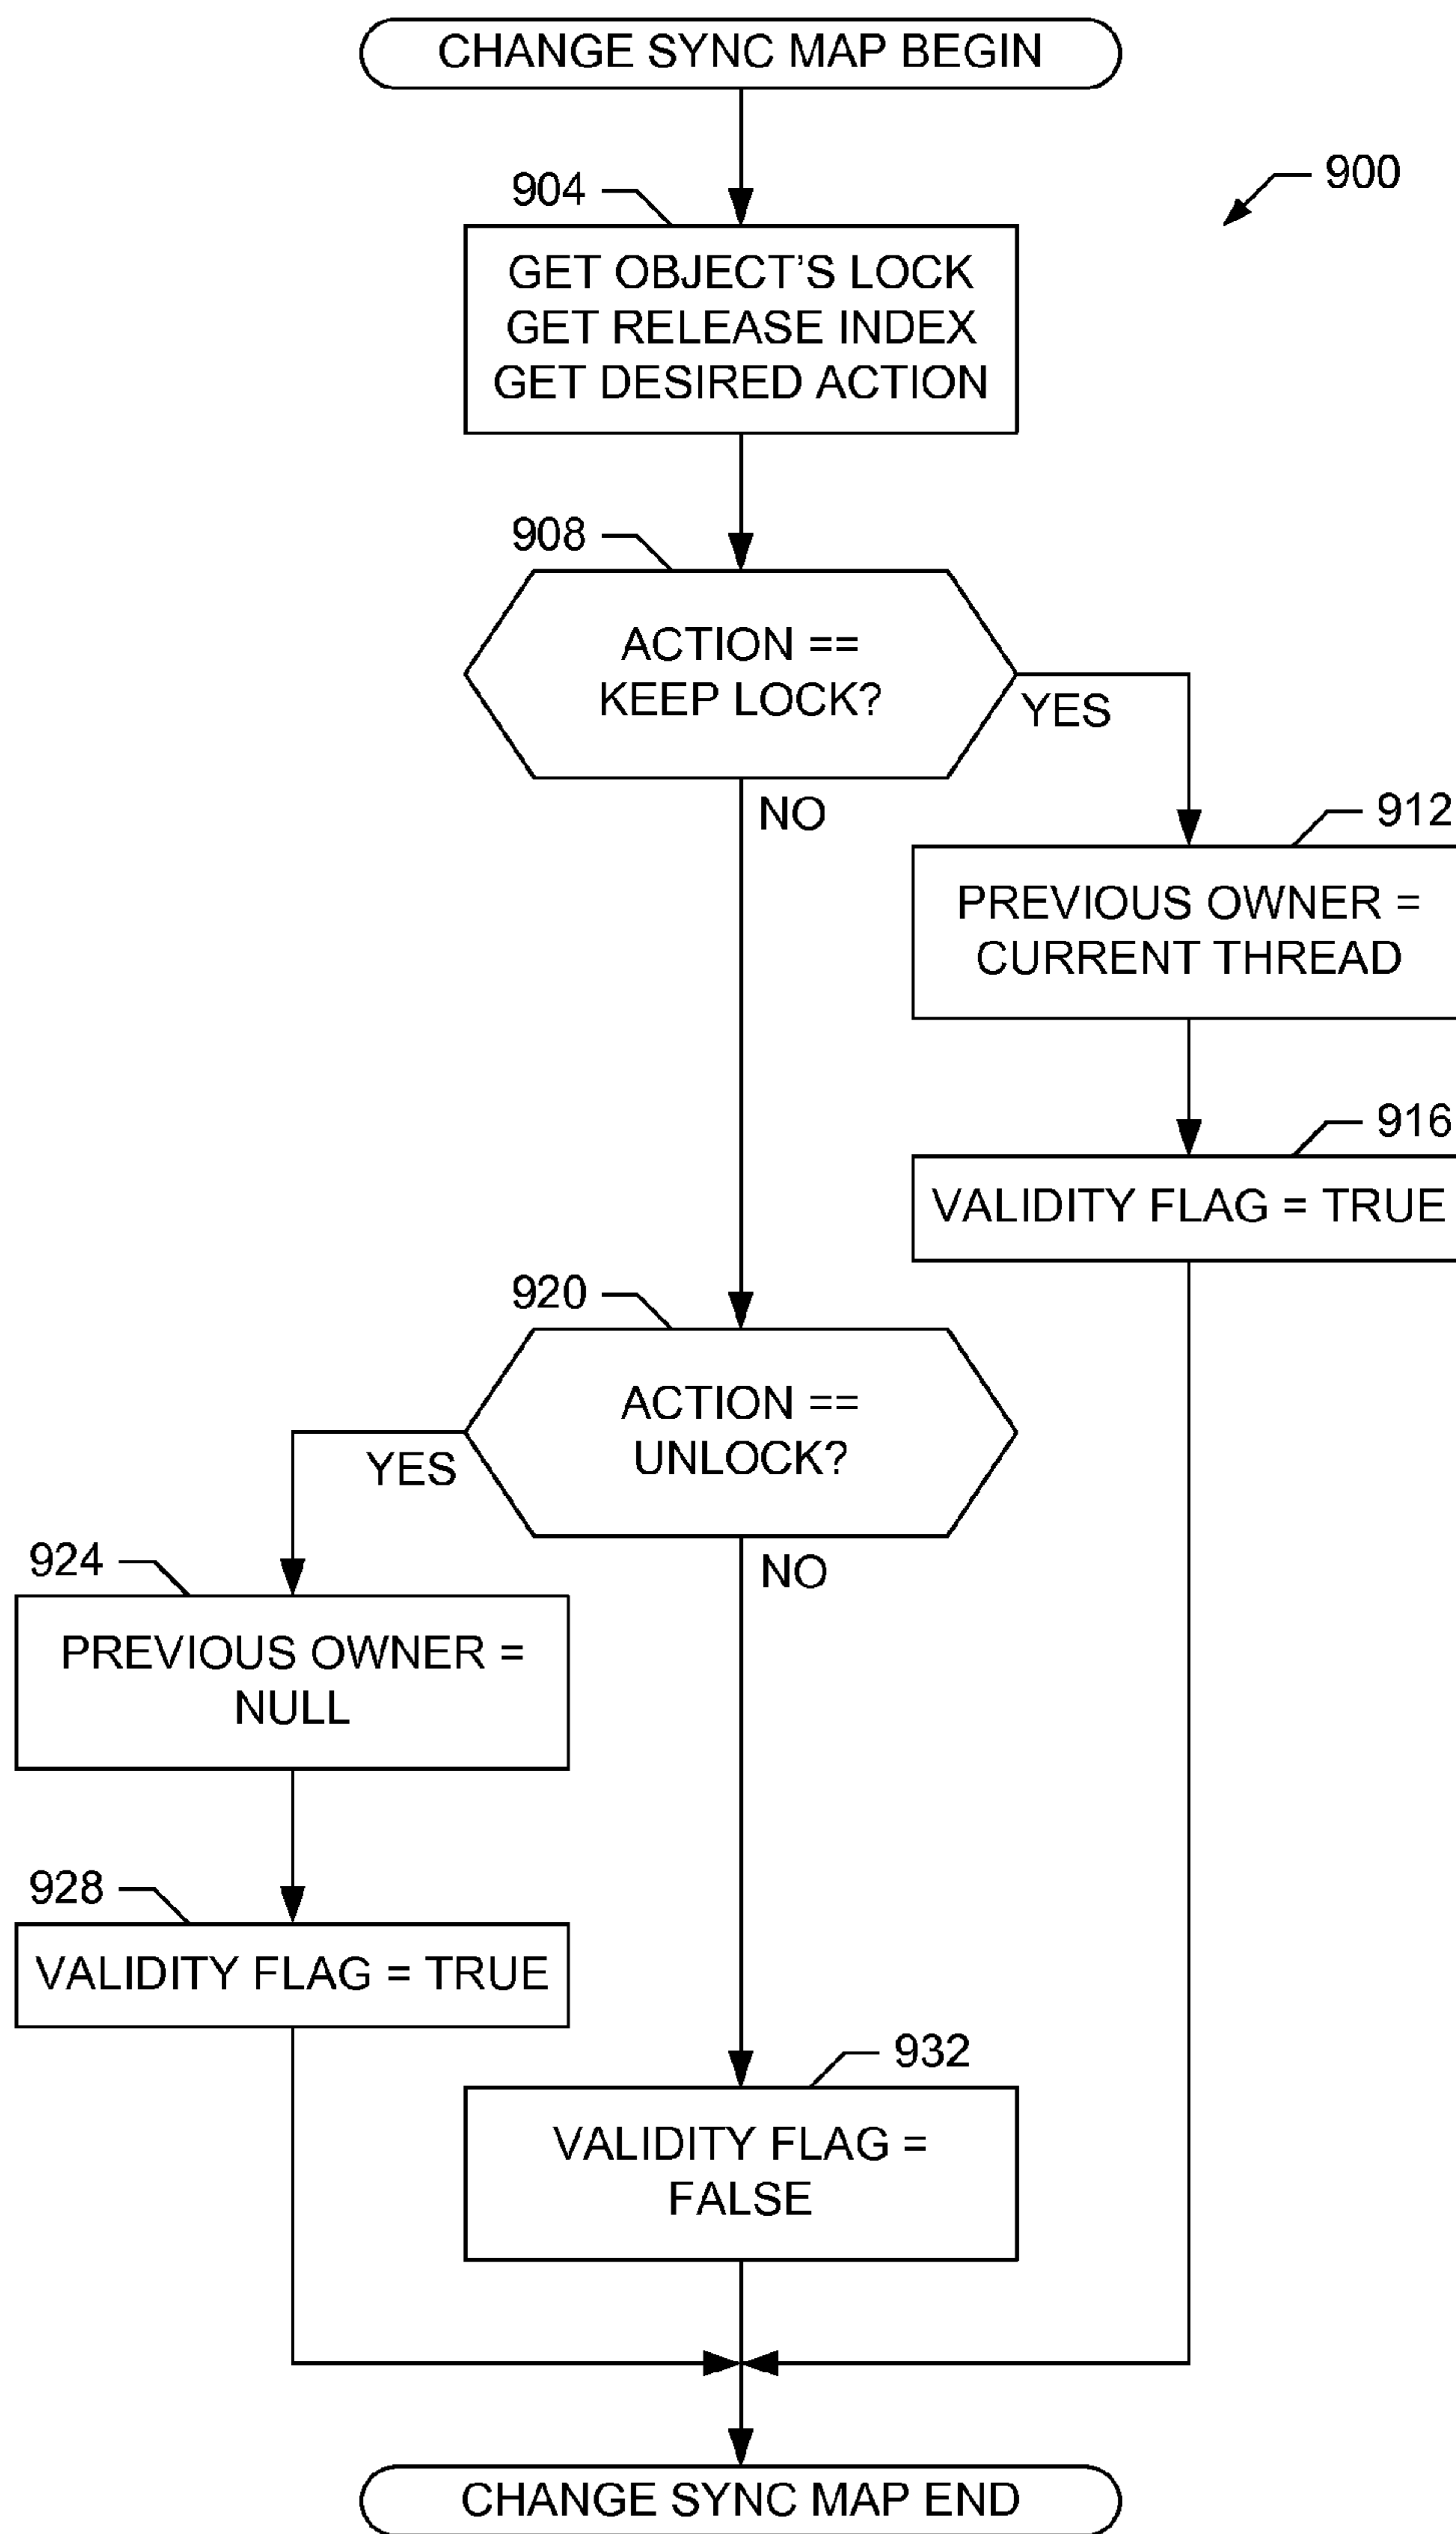 CHANGE SYNC MAP BEGIN
900
904
GET OBJECT'S LOCK
GET RELEASE INDEX
GET DESIRED ACTION
908
ACTION ==
KEEP LOCK?
YES
NO
912
PREVIOUS OWNER =
CURRENT THREAD
916
VALIDITY FLAG = TRUE
920
ACTION ==
UNLOCK?
YES
NO
924
PREVIOUS OWNER =
NULL
928
VALIDITY FLAG = TRUE
932
VALIDITY FLAG =
FALSE
CHANGE SYNC MAP END